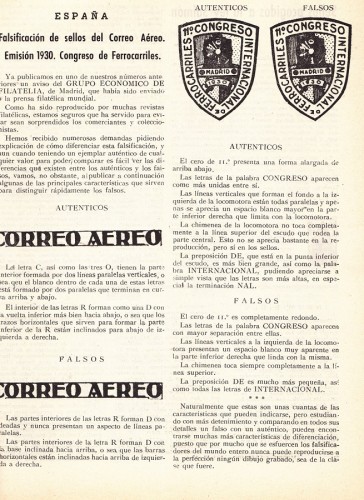 ESPAÑA
Falsificación de sellos del Correo Aéreo.
Emisión 1930. Congreso de Ferrocarriles.
Ya publicamos en uno de nuestros números ante-
riores un aviso del GRUPO ECONOMICO DE
FILATELIA, de Madrid, que había sido enviado
a la prensa filatélica mundial.
Como ha sido reproducido por muchas revistas
filatélicas, estamos seguros que ha servido para evi-
tar sean sorprendidos los comerciantes y coleccio-
nistas.
Hemos recibido numerosas demandas pidiendo
explicación de cómo diferenciar esta falsificación, y
aun cuando teniendo un ejemplar auténtico de cual-
quier valor para poder comparar es fácil ver las di-
ferencias que existen entre los auténticos y los fal-
sos, vamos, no obstante, a publicar a continuación
algunas de las principales características que sirven
para distinguir rápidamente los falsos.
AUTENTICOS
CORREO AEREO
La letra C, así como las tres O, tienen la parte
interior formada por dos líneas paralelas verticales, o
sea que el blanco dentro de cada una de estas letras
está formado por dos paralelas que terminan en cur-
va arriba y abajo.
El interior de las letras R forman como una D con
la vuelta inferior más bien hacia abajo, o sea que los
trazos horizontales que sirven para formar la parte
inferior de la R están inclinados para abajo de iz-
quierda a derecha.
FALSOS
CORREO AEREO
Las partes interiores de las letras R forman D con
deadas y nunca presentan un aspecto de líneas pa-
ralelas.
Las partes interiores de la letra R forman D con
la base inclinada hacia arriba, o sea que las barras
horizontales están inclinados hacia arriba de izquier-
da a derecha.
AUTENTICOS FALSOS
11º CONGRESO INTERNACIONAL DE FERROCARRILES
MADRID
1930
11º CONGRESO INTERNACIONAL DE FERROCARRILES
MADRID
1930
AUTENTICOS
El cero de 11.º presenta una forma alargada de
arriba abajo.
Las letras de la palabra CONGRESO aparecen
como más unidas entre sí.
Las líneas verticales que forman el fondo a la iz-
quierda de la locomotora están todas paralelas y ape-
nas se aprecia un espacio blanco mayor en la par-
te inferior derecha que limita con la locomotora.
La chimenea de la locomotora no toca completa-
mente a la línea superior del escudo que rodea la
parte central. Esto no se aprecia bastante en la re-
producción, pero sí en los sellos.
La preposición DE, que está en la punta inferior
del escudo, es más bien grande, así como la pala-
bra INTERNACIONAL, pudiendo apreciarse a
simple vista que las letras son más altas, en espe-
cial la terminación NAL.
FALSOS
El cero de 11.º es completamente redondo.
Las letras de la palabra CONGRESO aparecen
con mayor separación entre ellas.
Las líneas verticales a la izquierda de la locomo-
tora presentan un espacio blanco muy aparente en
la parte inferior derecha que linda con la misma.
La chimenea toca siempre completamente a la lí-
nea superior.
La preposición DE es mucho más pequeña, así
como todas las letras de INTERNACIONAL.
* * *
Naturalmente que éstas son unas cuantas de las
características que pueden indicarse, pero estudian-
do con más detenimiento y comparando en todos sus
detalles un falso con un auténtico, pueden encon-
trarse muchas más características de diferenciación,
puesto que por mucho que se esfuercen los falsifica-
dores del mundo entero nunca puede reproducirse a
la perfección ningún dibujo grabado, sea de la cla-
se que fuere.